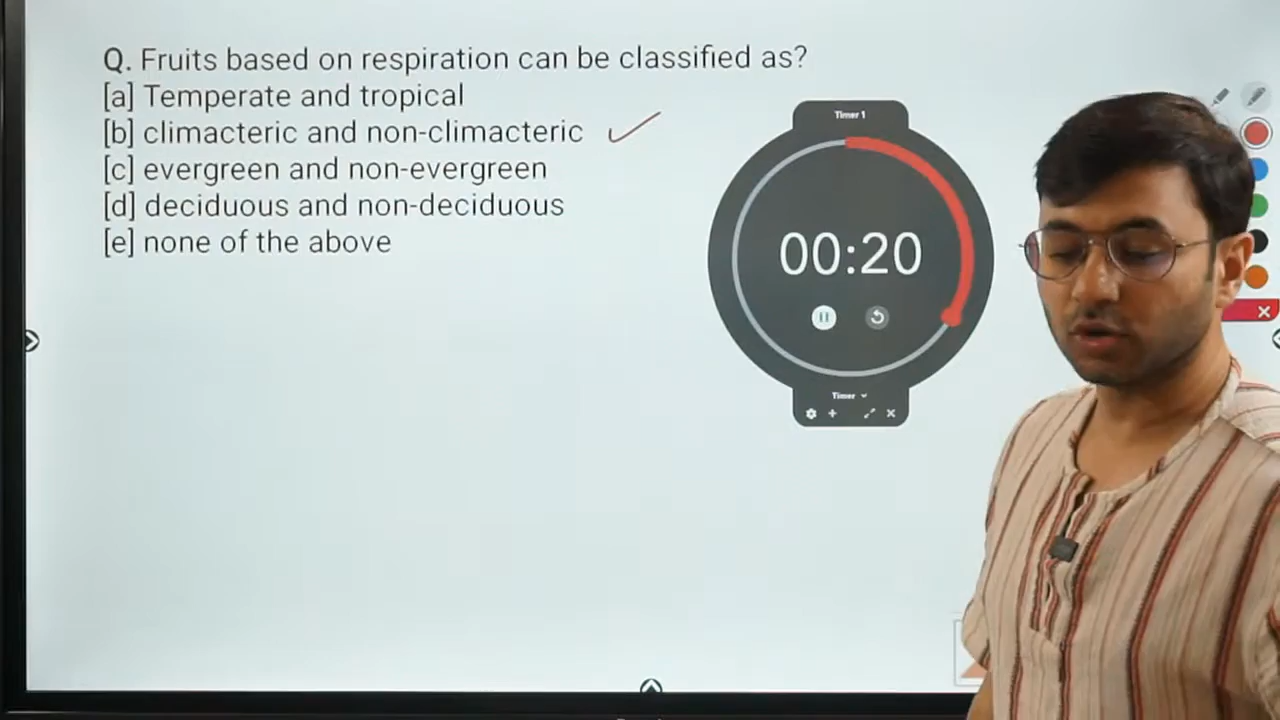 Q. Fruits based on respiration can be classified as?
[a] Temperate and tropical
[b] climacteric and non-climacteric
[c] evergreen and non-evergreen
[d] deciduous and non-deciduous
[e] none of the above
Timer 1
00:20
Timer